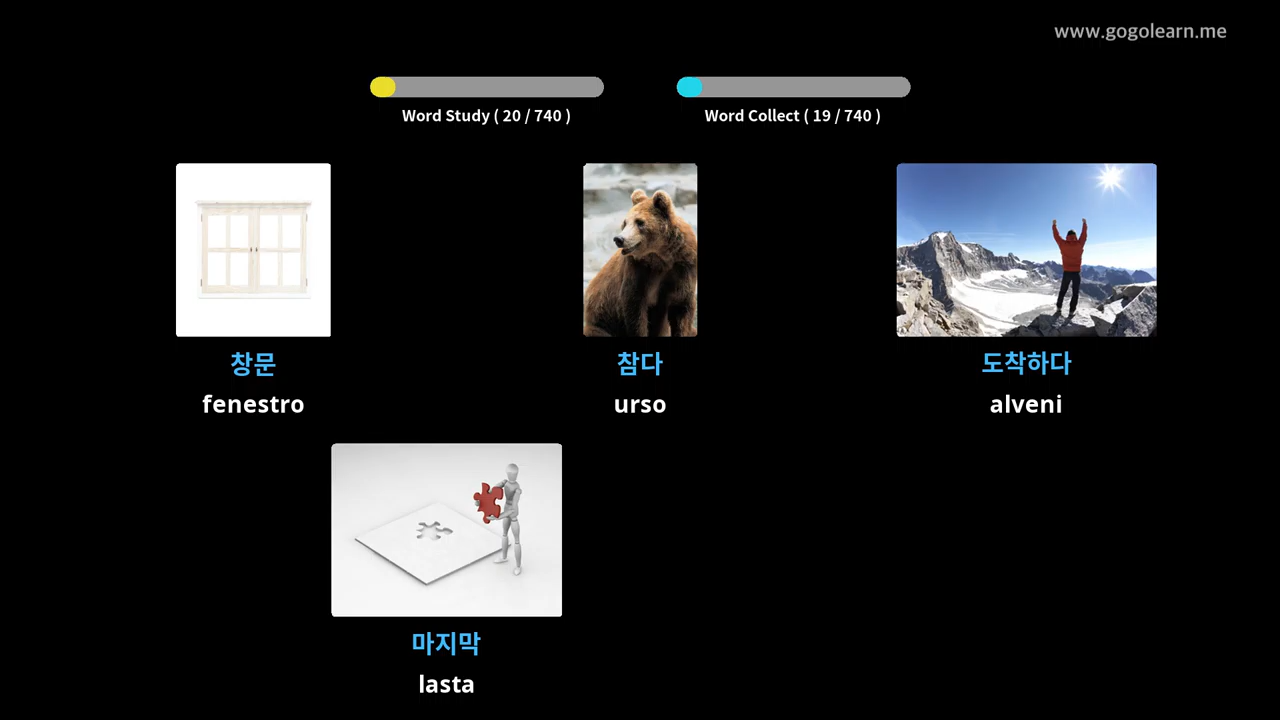 www.gogolearn.me
Word Study ( 20 / 740 )
Word Collect ( 19 / 740 )
창문
참다
도착하다
fenestro
urso
alveni
마지막
lasta